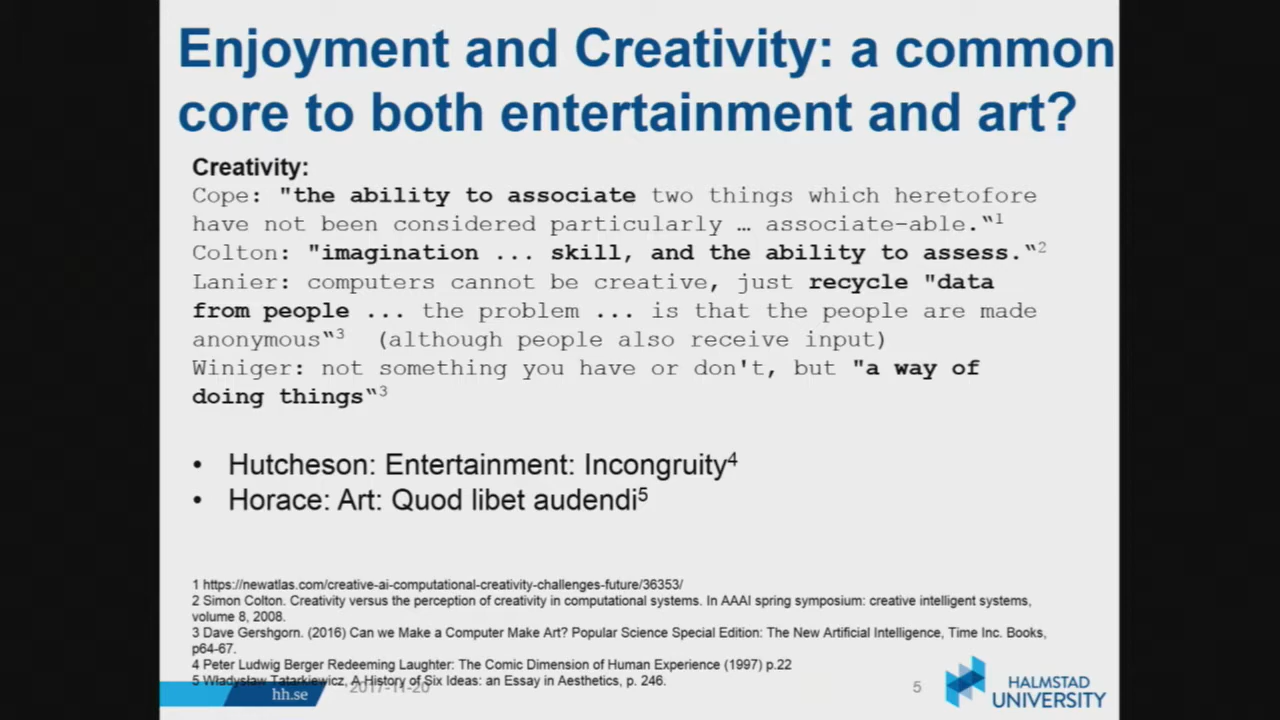 Enjoyment and Creativity: a common
core to both entertainment and art?
Creativity:
Cope: "the ability to associate two things which heretofore
have not been considered particularly … associate-able.‟1
Colton: "imagination ... skill, and the ability to assess.‟2
Lanier: computers cannot be creative, just recycle "data
from people ... the problem ... is that the people are made
anonymous‟3 (although people also receive input)
Winiger: not something you have or don't, but "a way of
doing things‟3
• Hutcheson: Entertainment: Incongruity4
• Horace: Art: Quod libet audendi5
1 https://newatlas.com/creative-ai-computational-creativity-challenges-future/36353/
2 Simon Colton. Creativity versus the perception of creativity in computational systems. In AAAI spring symposium: creative intelligent systems,
volume 8, 2008.
3 Dave Gershgorn. (2016) Can we Make a Computer Make Art? Popular Science Special Edition: The New Artificial Intelligence, Time Inc. Books,
p64-67.
4 Peter Ludwig Berger Redeeming Laughter: The Comic Dimension of Human Experience (1997) p.22
5 Władysław Tatarkiewicz, A History of Six Ideas: an Essay in Aesthetics, p. 246.
hh.se
2017-11-20
5
HALMSTAD
UNIVERSITY